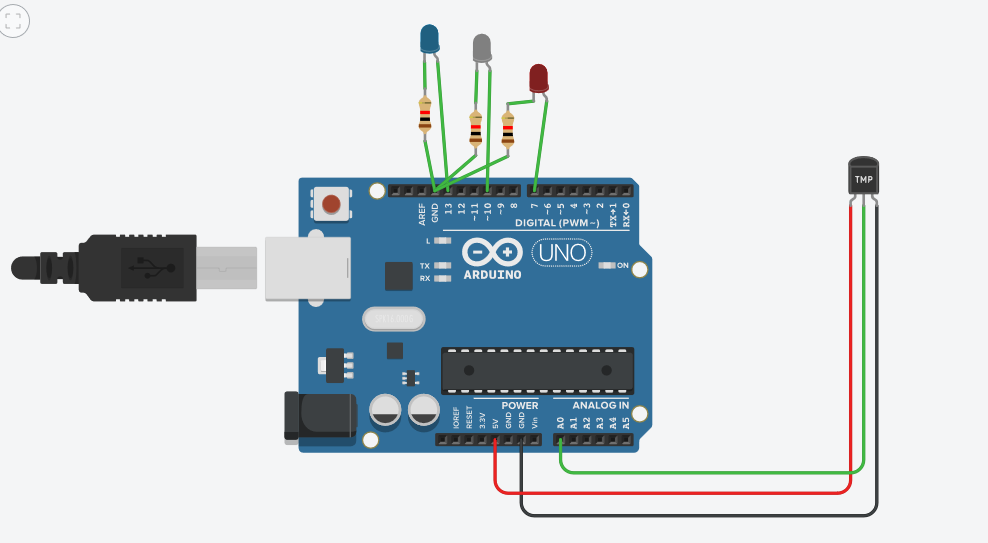 TMP
AREF
GND
13
12
~11
~10
~9
8
7
~6
~5
4
~3
2
TX→1
RX←0
DIGITAL (PWM~)
L
TX
RX
ARDUINO
UNO
ON
POWER
ANALOG IN
IOREF
RESET
3.3V
5V
GND
GND
Vin
A0
A1
A2
A3
A4
A5